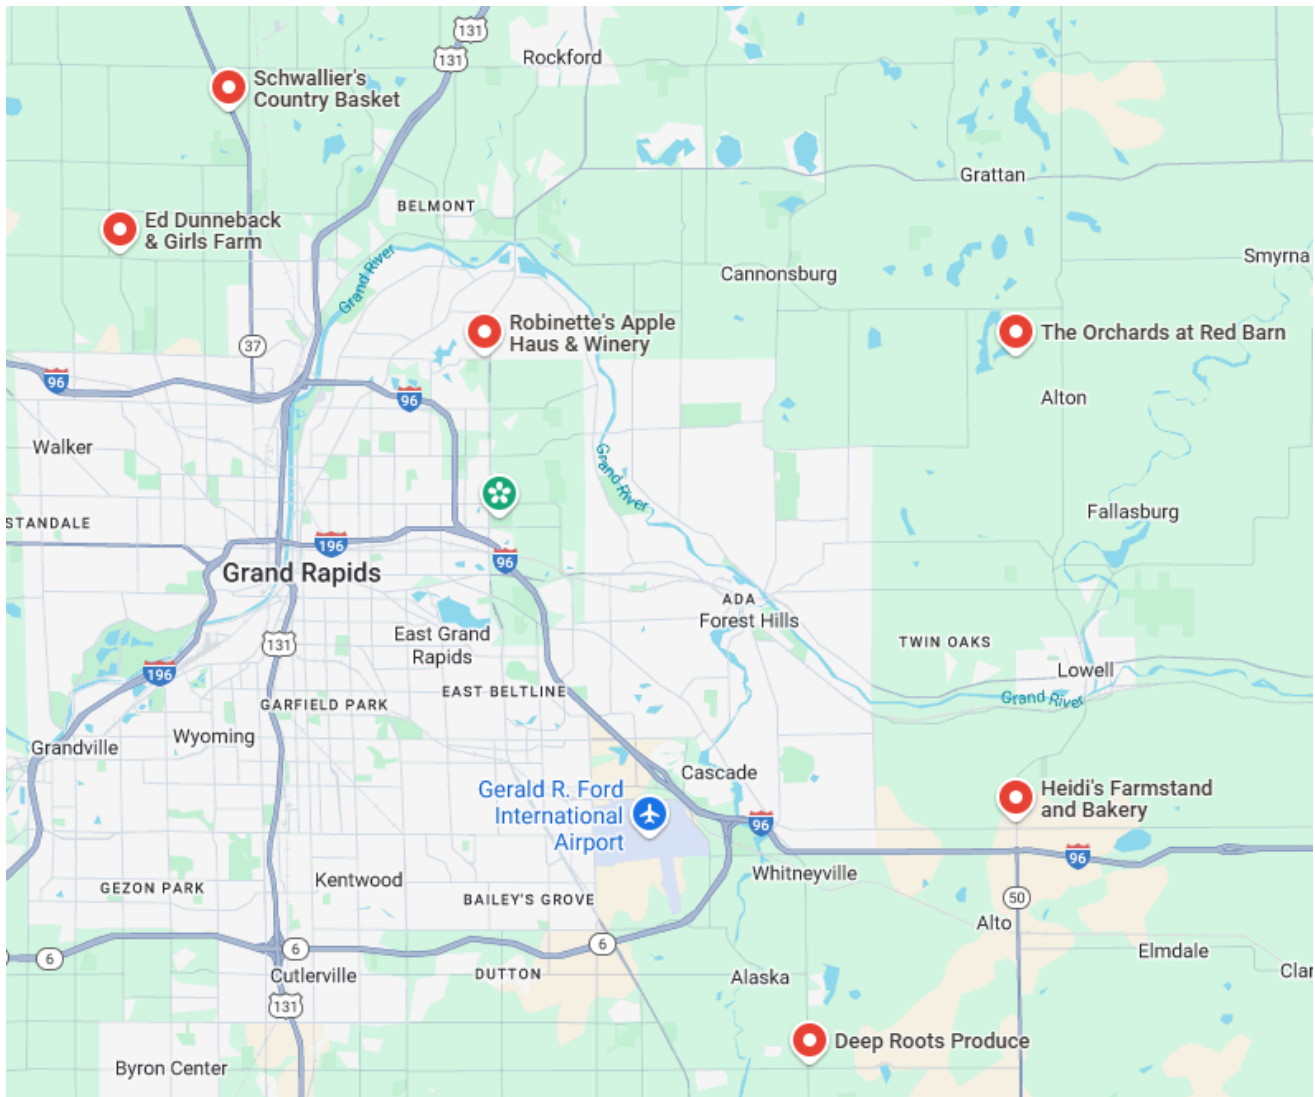 131
131
Rockford
Schwallier's
Country Basket
Grattan
BELMONT
Ed Dunneback
& Girls Farm
Grand River
Smyrna
Cannonsburg
Robinette's Apple
Haus & Winery
The Orchards at Red Barn
37
96
96
Alton
Walker
Grand River
Fallasburg
STANDALE
196
96
Grand Rapids
ADA
Forest Hills
East Grand
Rapids
131
TWIN OAKS
Lowell
196
EAST BELTLINE
Grand River
GARFIELD PARK
Wyoming
Grandville
Cascade
Gerald R. Ford
International
Airport
Heidi's Farmstand
and Bakery
96
96
Whitneyville
Kentwood
GEZON PARK
BAILEY'S GROVE
50
Alto
6
6
6
Elmdale
Cutlerville
DUTTON
Alaska
Clar
131
Deep Roots Produce
Byron Center